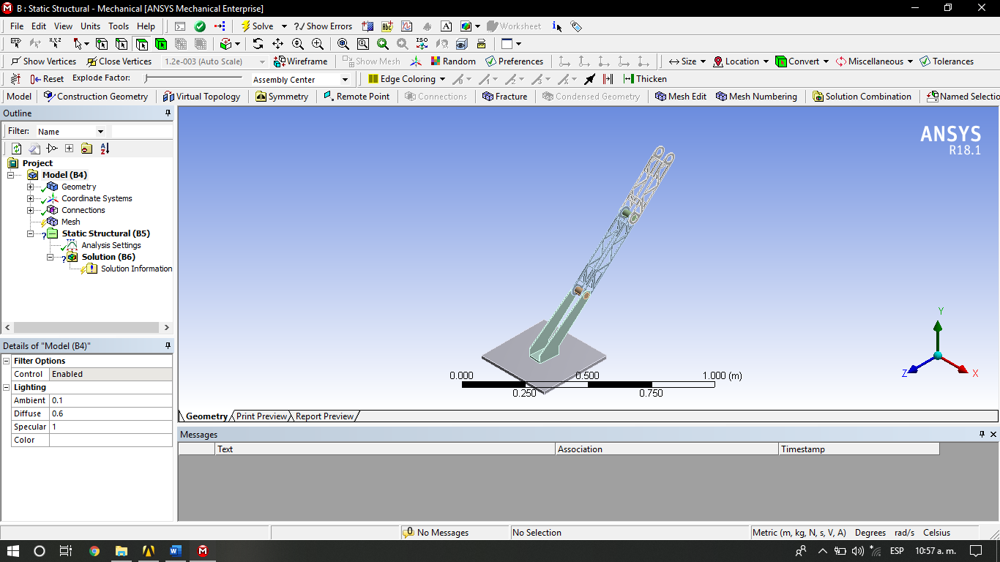 B : Static Structural - Mechanical [ANSYS Mechanical Enterprise]
File Edit View Units Tools Help Solve ?/ Show Errors Worksheet
Show Vertices Close Vertices 1.2e-003 (Auto Scale) Wireframe Show Mesh Random Preferences Size Location Convert Miscellaneous Tolerances
Reset Explode Factor: Assembly Center Edge Coloring Thicken
Model Construction Geometry Virtual Topology Symmetry Remote Point Connections Fracture Condensed Geometry Mesh Edit Mesh Numbering Solution Combination Named Selectio
Outline
Filter: Name
Project
Model (B4)
Geometry
Coordinate Systems
Connections
Mesh
Static Structural (B5)
Analysis Settings
Solution (B6)
Solution Information
Details of "Model (B4)"
Filter Options
Control Enabled
Lighting
Ambient 0.1
Diffuse 0.6
Specular 1
Color
ANSYS
R18.1
Y
Z
X
0.000 0.500 1.000 (m)
0.250 0.750
Geometry Print Preview Report Preview
Messages
Text Association Timestamp
0 No Messages No Selection Metric (m, kg, N, s, V, A) Degrees rad/s Celsius
ESP 10:57 a. m.